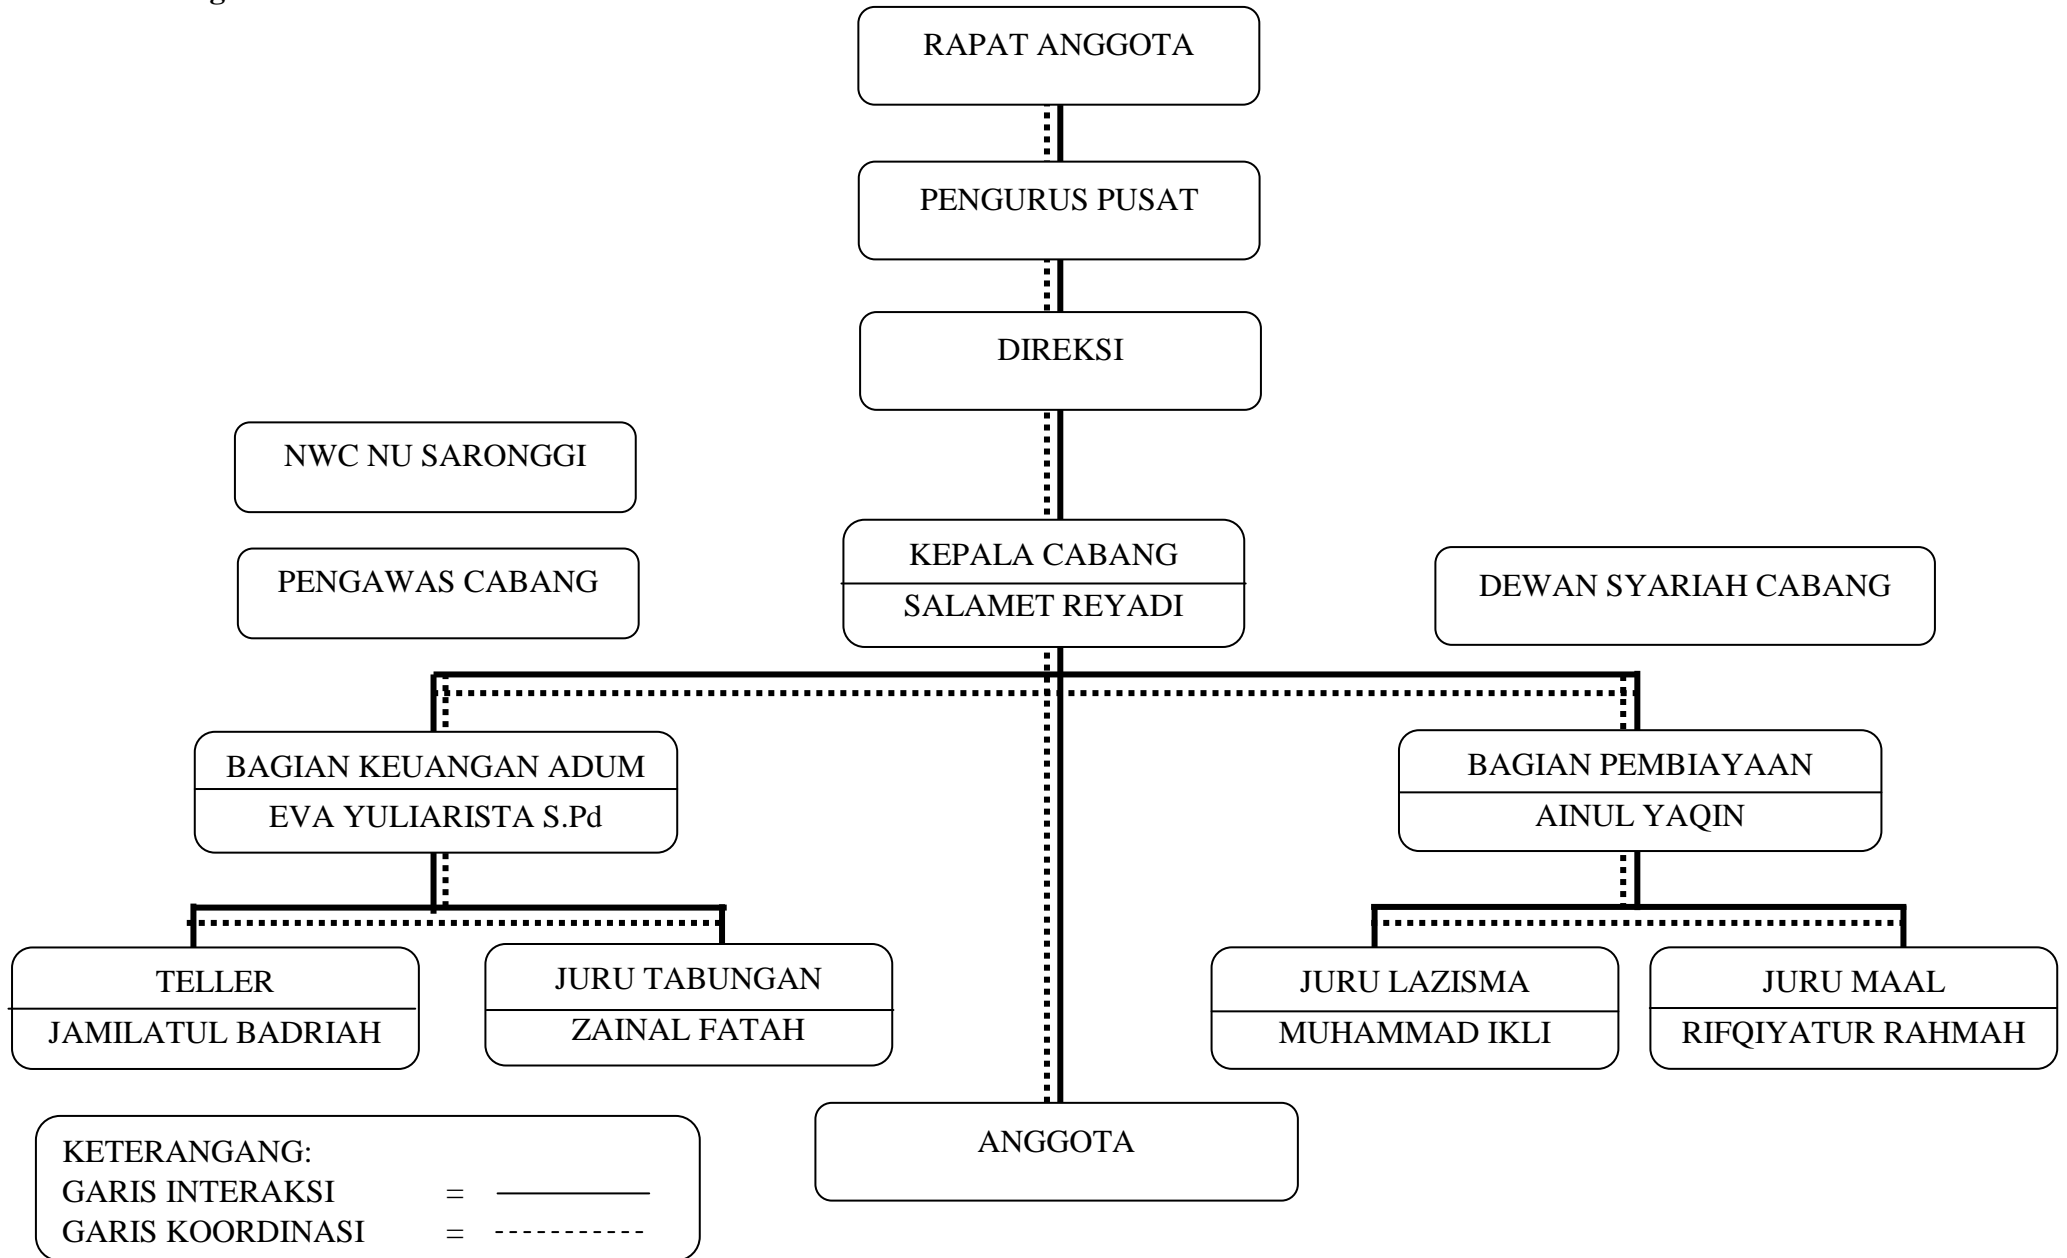 RAPAT ANGGOTA
PENGURUS PUSAT
DIREKSI
NWC NU SARONGGI
PENGAWAS CABANG
KEPALA CABANG
SALAMET REYADI
DEWAN SYARIAH CABANG
BAGIAN KEUANGAN ADUM
EVA YULIARISTA S.Pd
BAGIAN PEMBIAYAAN
AINUL YAQIN
TELLER
JAMILATUL BADRIAH
JURU TABUNGAN
ZAINAL FATAH
JURU LAZISMA
MUHAMMAD IKLI
JURU MAAL
RIFQIYATUR RAHMAH
ANGGOTA
KETERANGANG:
GARIS INTERAKSI =
GARIS KOORDINASI =